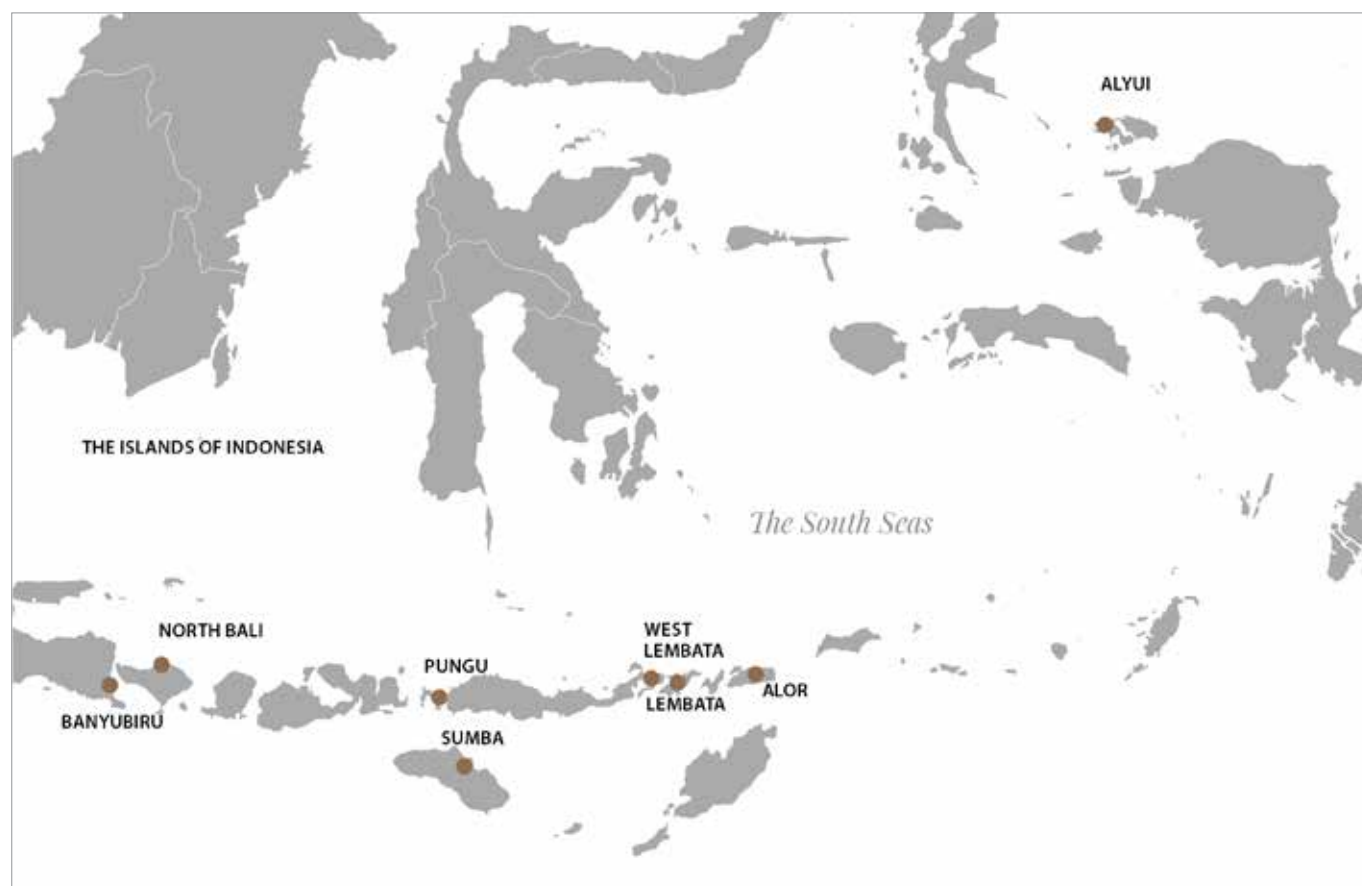 ALYUI
THE ISLANDS OF INDONESIA
The South Seas
NORTH BALI
WEST
LEMBATA
PUNGU
LEMBATA
ALOR
BANYUBIRU
SUMBA